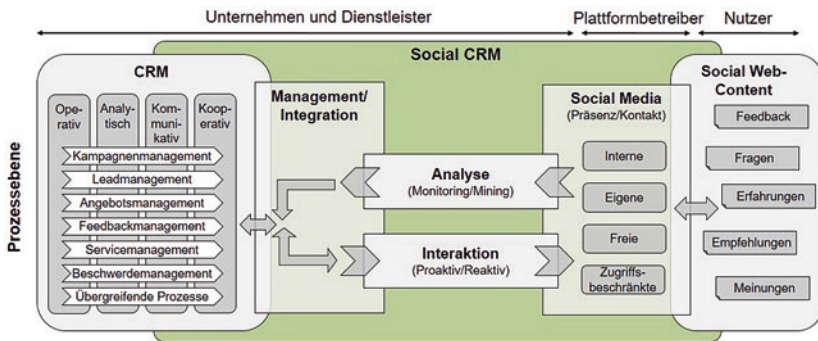 Unternehmen und Dienstleister
Plattformbetreiber
Nutzer
Prozessebene
Social CRM
CRM
Ope-
rativ
Analy-
tisch
Kom-
muni-
kativ
Koop-
erativ
Kampagnenmanagement
Leadmanagement
Angebotsmanagement
Feedbackmanagement
Servicemanagement
Beschwerdemanagement
Übergreifende Prozesse
Management/
Integration
Analyse
(Monitoring/Mining)
Interaktion
(Proaktiv/Reaktiv)
Social Media
(Präsenz/Kontakt)
Interne
Eigene
Freie
Zugriffs-
beschränkte
Social Web-
Content
Feedback
Fragen
Erfahrungen
Empfehlungen
Meinungen